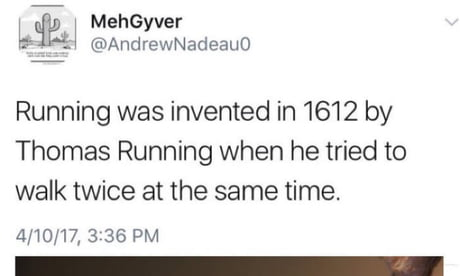 MehGyver
@AndrewNadeau0
Running was invented in 1612 by
Thomas Running when he tried to
walk twice at the same time.
4/10/17, 3:36 PM